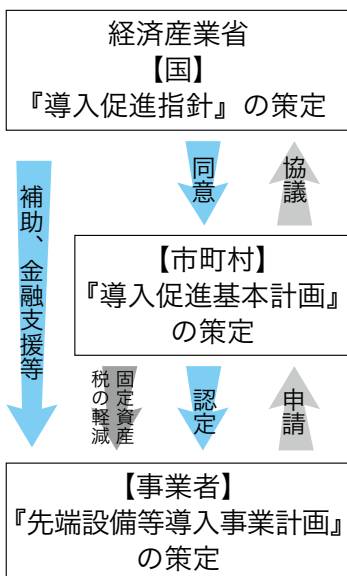 経済産業省
【国】
『導入促進指針』の策定
補助、金融支援等
同意
協議
【市町村】
『導入促進基本計画』
の策定
固定資産
税の軽減
認定
申請
【事業者】
『先端設備等導入事業計画』
の策定